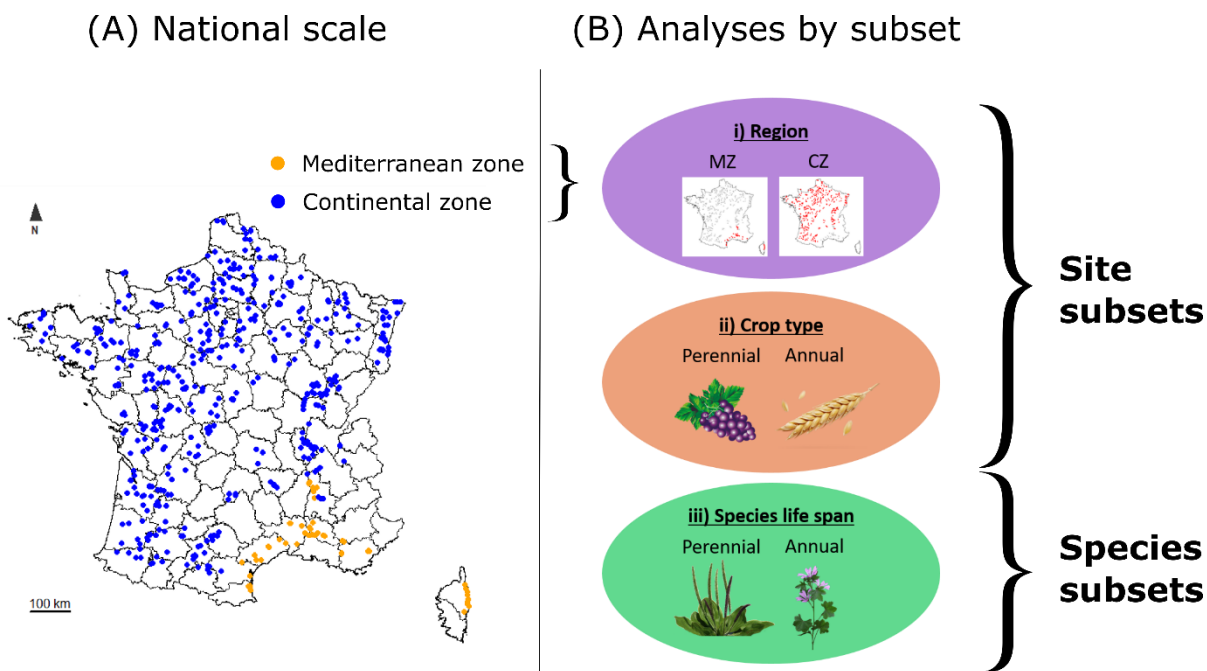 (A) National scale
Mediterranean zone
Continental zone
N
100 km
(B) Analyses by subset
i) Region
MZ CZ
ii) Crop type
Perennial Annual
iii) Species life span
Perennial Annual
Site
subsets
Species
subsets